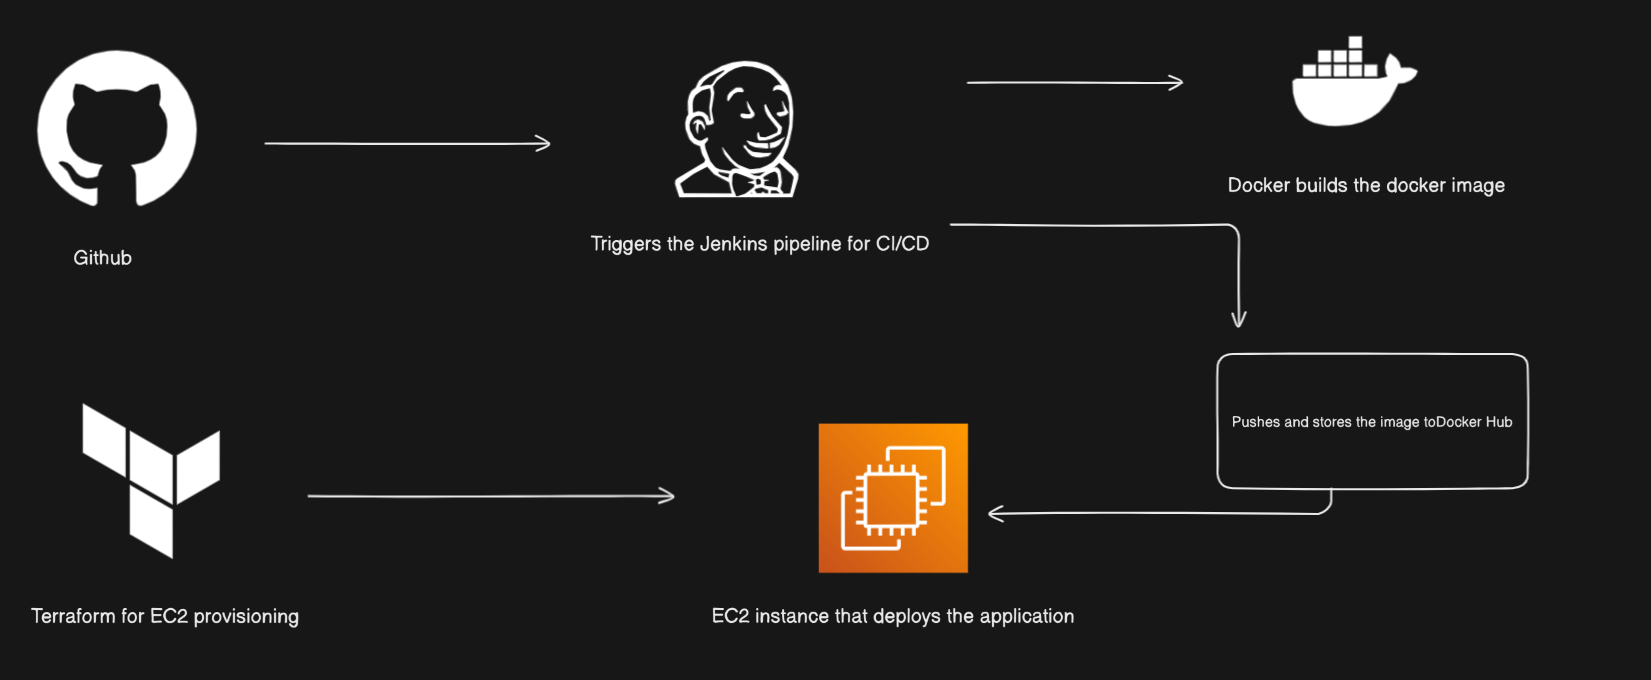 Docker builds the docker image
Triggers the Jenkins pipeline for CI/CD
Github
Pushes and stores the image toDocker Hub
Terraform for EC2 provisioning
EC2 instance that deploys the application